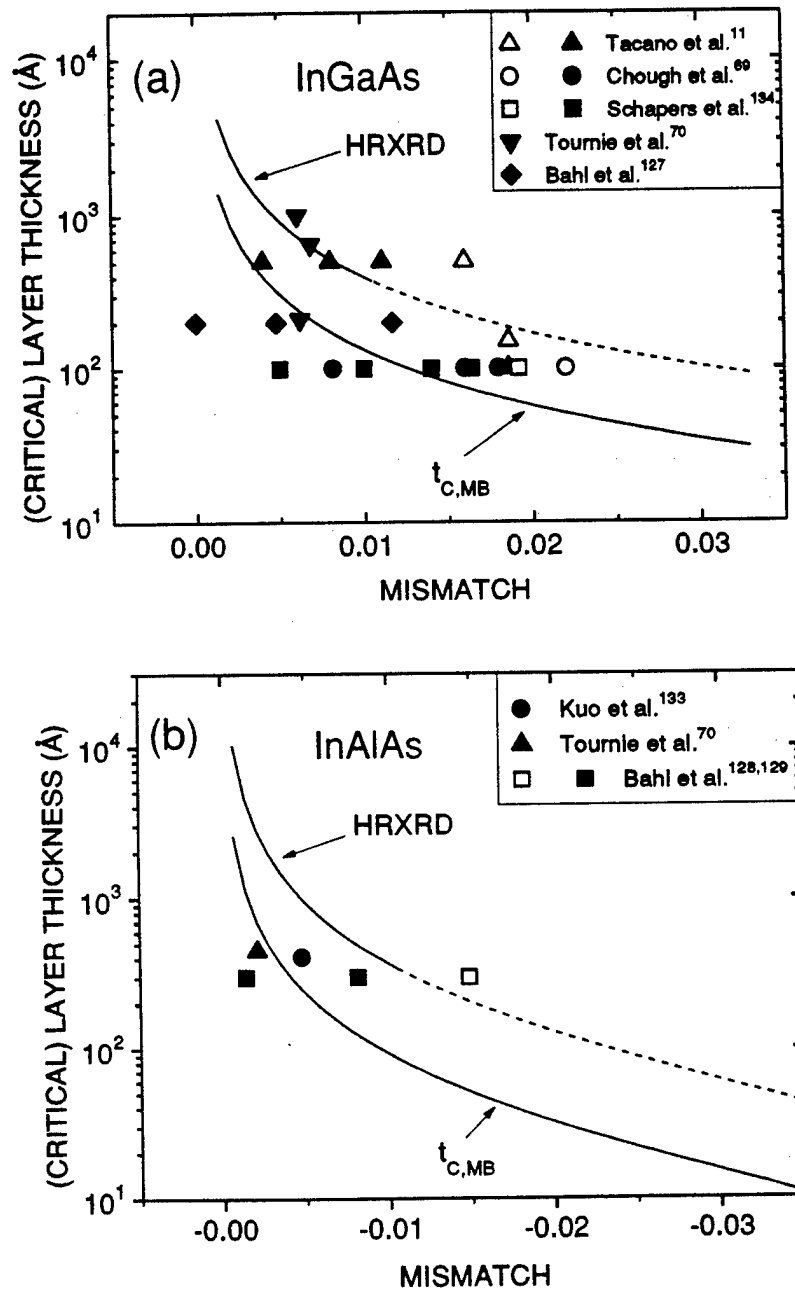 (a)
InGaAs
Tacano et al.11
Chough et al.69
Schapers et al.134
Tournie et al.70
Bahl et al.127
HRXRD
tC,MB
(CRITICAL) LAYER THICKNESS (Å)
10^4
10^3
10^2
10^1
0.00 0.01 0.02 0.03
MISMATCH
(b)
InAlAs
Kuo et al.133
Tournie et al.70
Bahl et al.128,129
HRXRD
tC,MB
(CRITICAL) LAYER THICKNESS (Å)
10^4
10^3
10^2
10^1
-0.00 -0.01 -0.02 -0.03
MISMATCH